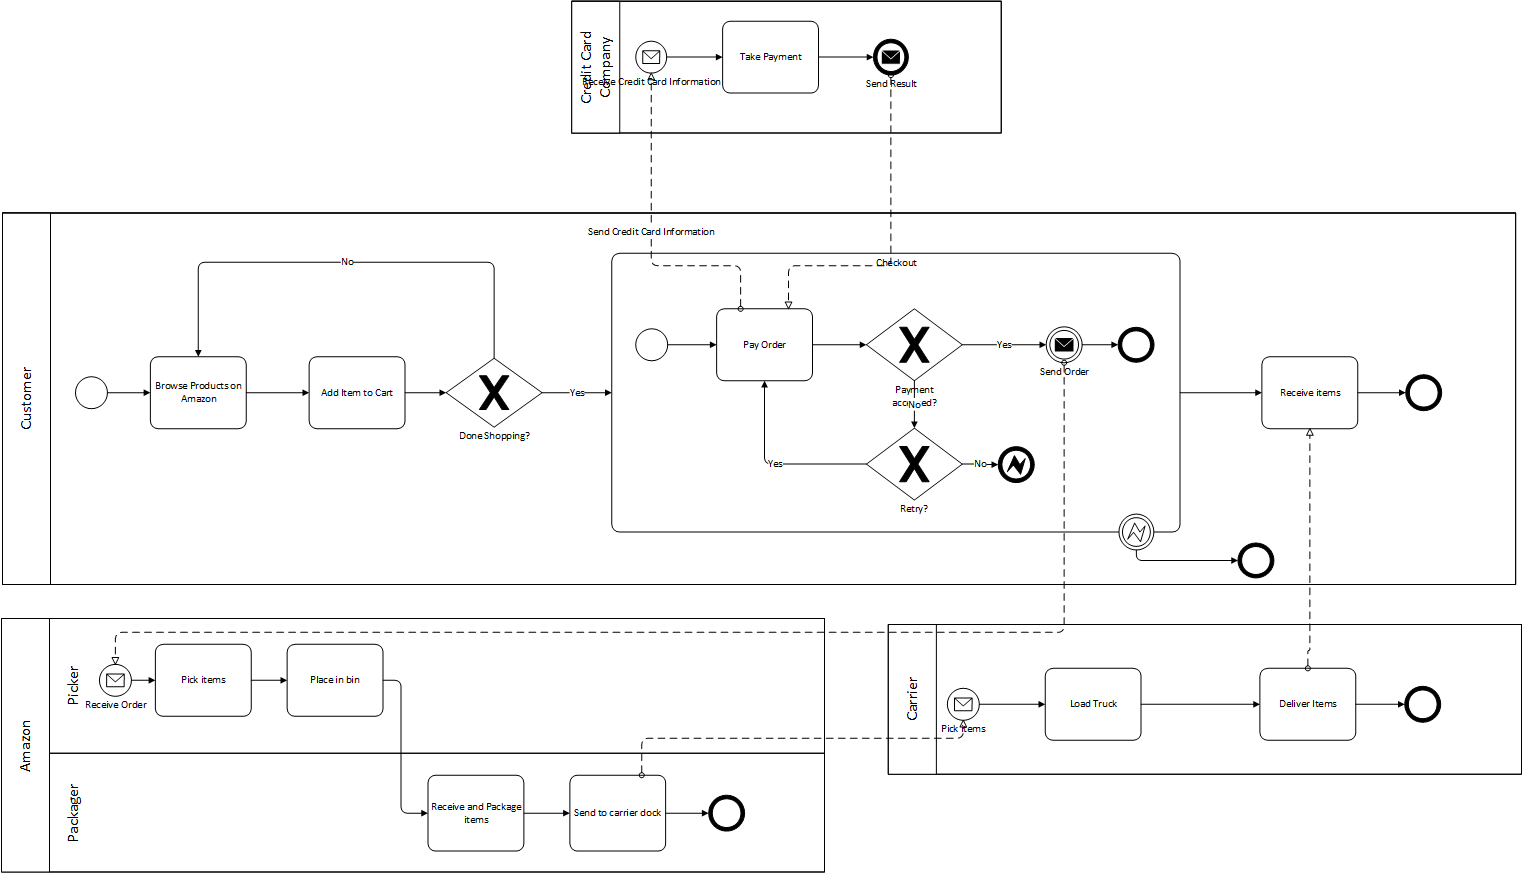 Credit Card
Company
Take Payment
Receive Credit Card Information
Send Result
Customer
Send Credit Card Information
No
Checkout
Browse Products on
Amazon
Add Item to Cart
Done Shopping?
Yes
Pay Order
Yes
Send Order
Payment
accepted?
No
Yes
No
Retry?
Receive items
Amazon
Picker
Receive Order
Pick items
Place in bin
Packager
Receive and Package
items
Send to carrier dock
Carrier
Pick items
Load Truck
Deliver Items